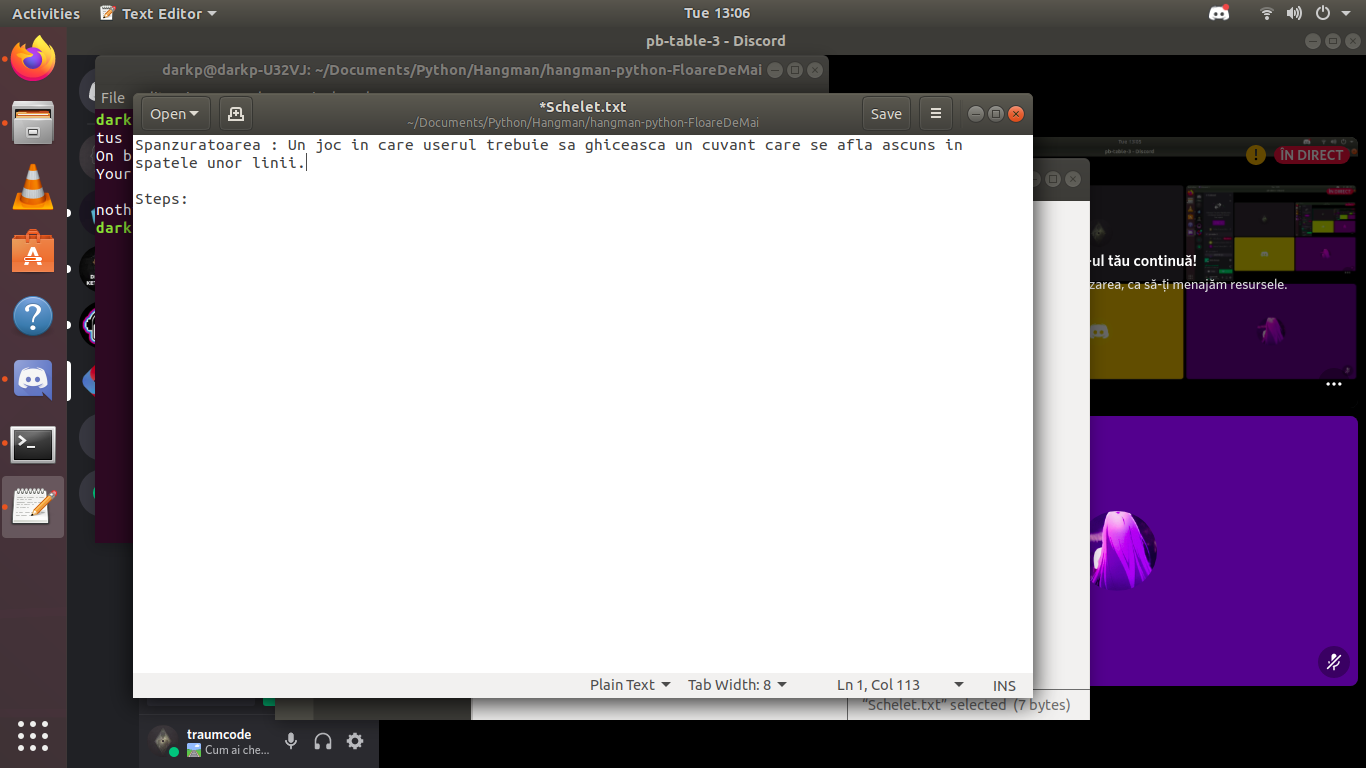 Activities Text Editor Tue 13:06
pb-table-3 - Discord
darkp@darkp-U32VJ: ~/Documents/Python/Hangman/hangman-python-FloareDeMai
File
Open *Schelet.txt Save
~/Documents/Python/Hangman/hangman-python-FloareDeMai
dark
tus
On b
Your
noth
dark
Spanzuratoarea : Un joc in care userul trebuie sa ghiceasca un cuvant care se afla ascuns in
spatele unor linii.
Steps:
pb-table-3 - Discord
ÎN DIRECT
-ul tău continuă!
zarea, ca să-ți menajăm resursele.
Plain Text Tab Width: 8 Ln 1, Col 113 INS
"Schelet.txt" selected (7 bytes)
traumcode
Cum ai che...